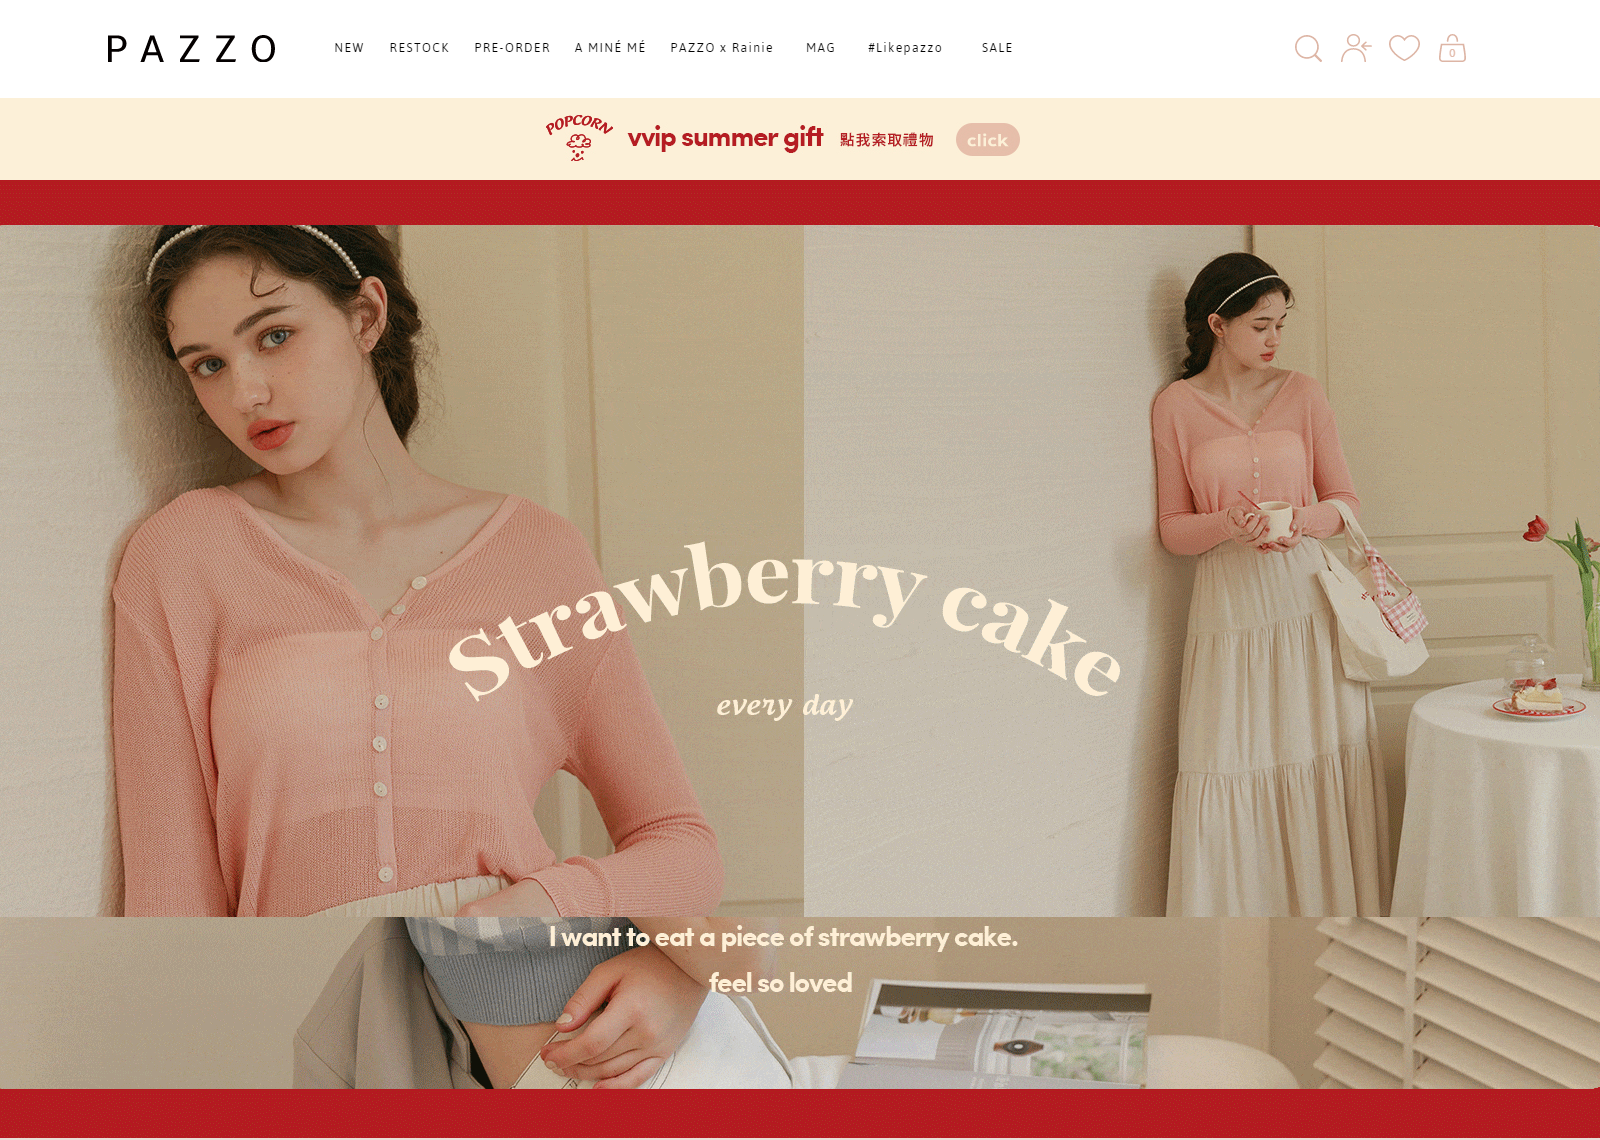 PAZZO
NEW RESTOCK PRE-ORDER A MINÉ MÉ PAZZO x Rainie MAG #Likepazzo SALE
0
POPCORN
vvip summer gift 點我索取禮物 click
Strawberry cake
every day
I want to eat a piece of strawberry cake.
feel so loved